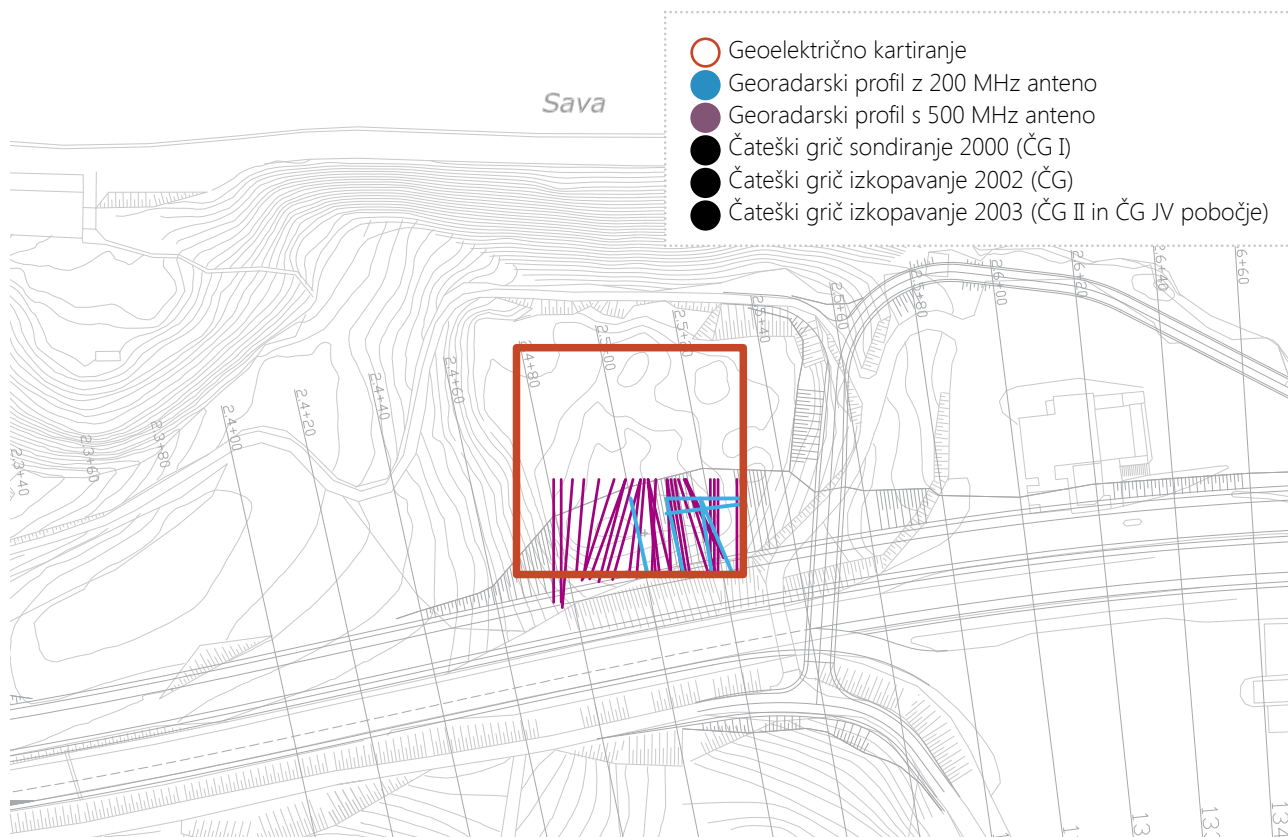 Geoelektrično kartiranje
Georadarski profil z 200 MHz anteno
Georadarski profil s 500 MHz anteno
Čateški grič sondiranje 2000 (ČG I)
Čateški grič izkopavanje 2002 (ČG)
Čateški grič izkopavanje 2003 (ČG II in ČG JV pobočje)
Sava
2.3+40
2.3+60
2.3+80
2.4+00
2.4+20
2.4+40
2.4+60
2.4+80
2.5+00
2.5+20
2.5+40
2.5+60
2.5+80
2.6+00
2.6+20
2.6+40
6+60